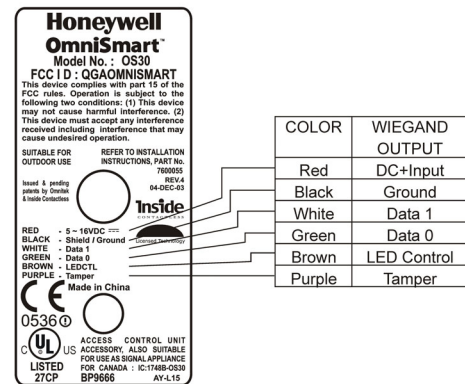 Honeywell
OmniSmart™
Model No. : OS30
FCC I D : QGAOMNISMART
This device complies with part 15 of the
FCC rules. Operation is subject to the
following two conditions: (1) This device
may not cause harmful interference. (2)
This device must accept any interference
received including interference that may
cause undesired operation.
SUITABLE FOR
OUTDOOR USE
REFER TO INSTALLATION
INSTRUCTIONS, PART No.
7600055
REV.4
04-DEC-03
Issued & pending
patents by Omnitek
& Inside Contactless
Inside
CONTACTLESS
Licensed Technology
RED - 5 ~ 16VDC
BLACK - Shield / Ground
WHITE - Data 1
GREEN - Data 0
BROWN - LEDCTL
PURPLE - Tamper
Made in China
CE
0536
C UL US
LISTED
27CP
ACCESS CONTROL UNIT
ACCESSORY, ALSO SUITABLE
FOR USE AS SIGNAL APPLIANCE
FOR CANADA : IC:1748B-OS30
BP9666 AY-L15
COLOR WIEGAND OUTPUT
Red DC+Input
Black Ground
White Data 1
Green Data 0
Brown LED Control
Purple Tamper